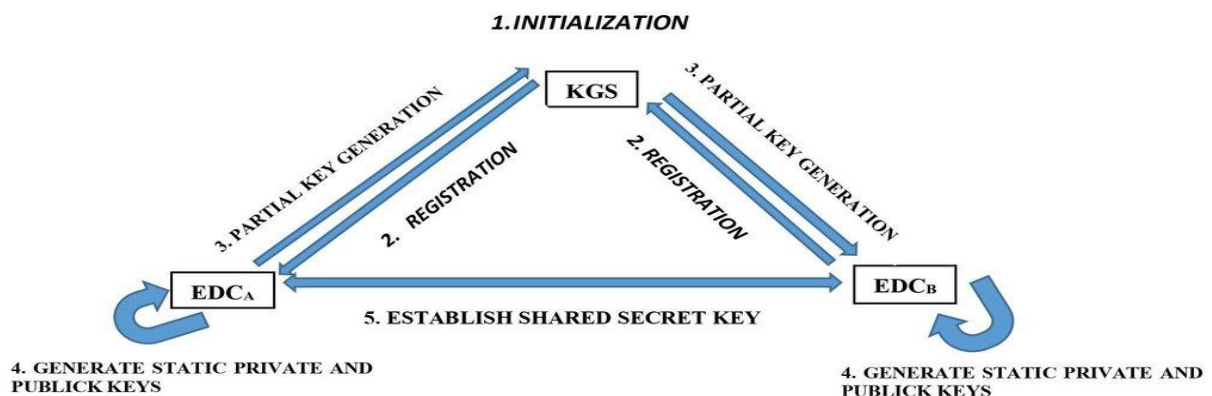 1. INITIALIZATION
KGS
3. PARTIAL KEY GENERATION
2. REGISTRATION
2. REGISTRATION
3. PARTIAL KEY GENERATION
EDCA
EDCB
5. ESTABLISH SHARED SECRET KEY
4. GENERATE STATIC PRIVATE AND
PUBLICK KEYS
4. GENERATE STATIC PRIVATE AND
PUBLICK KEYS